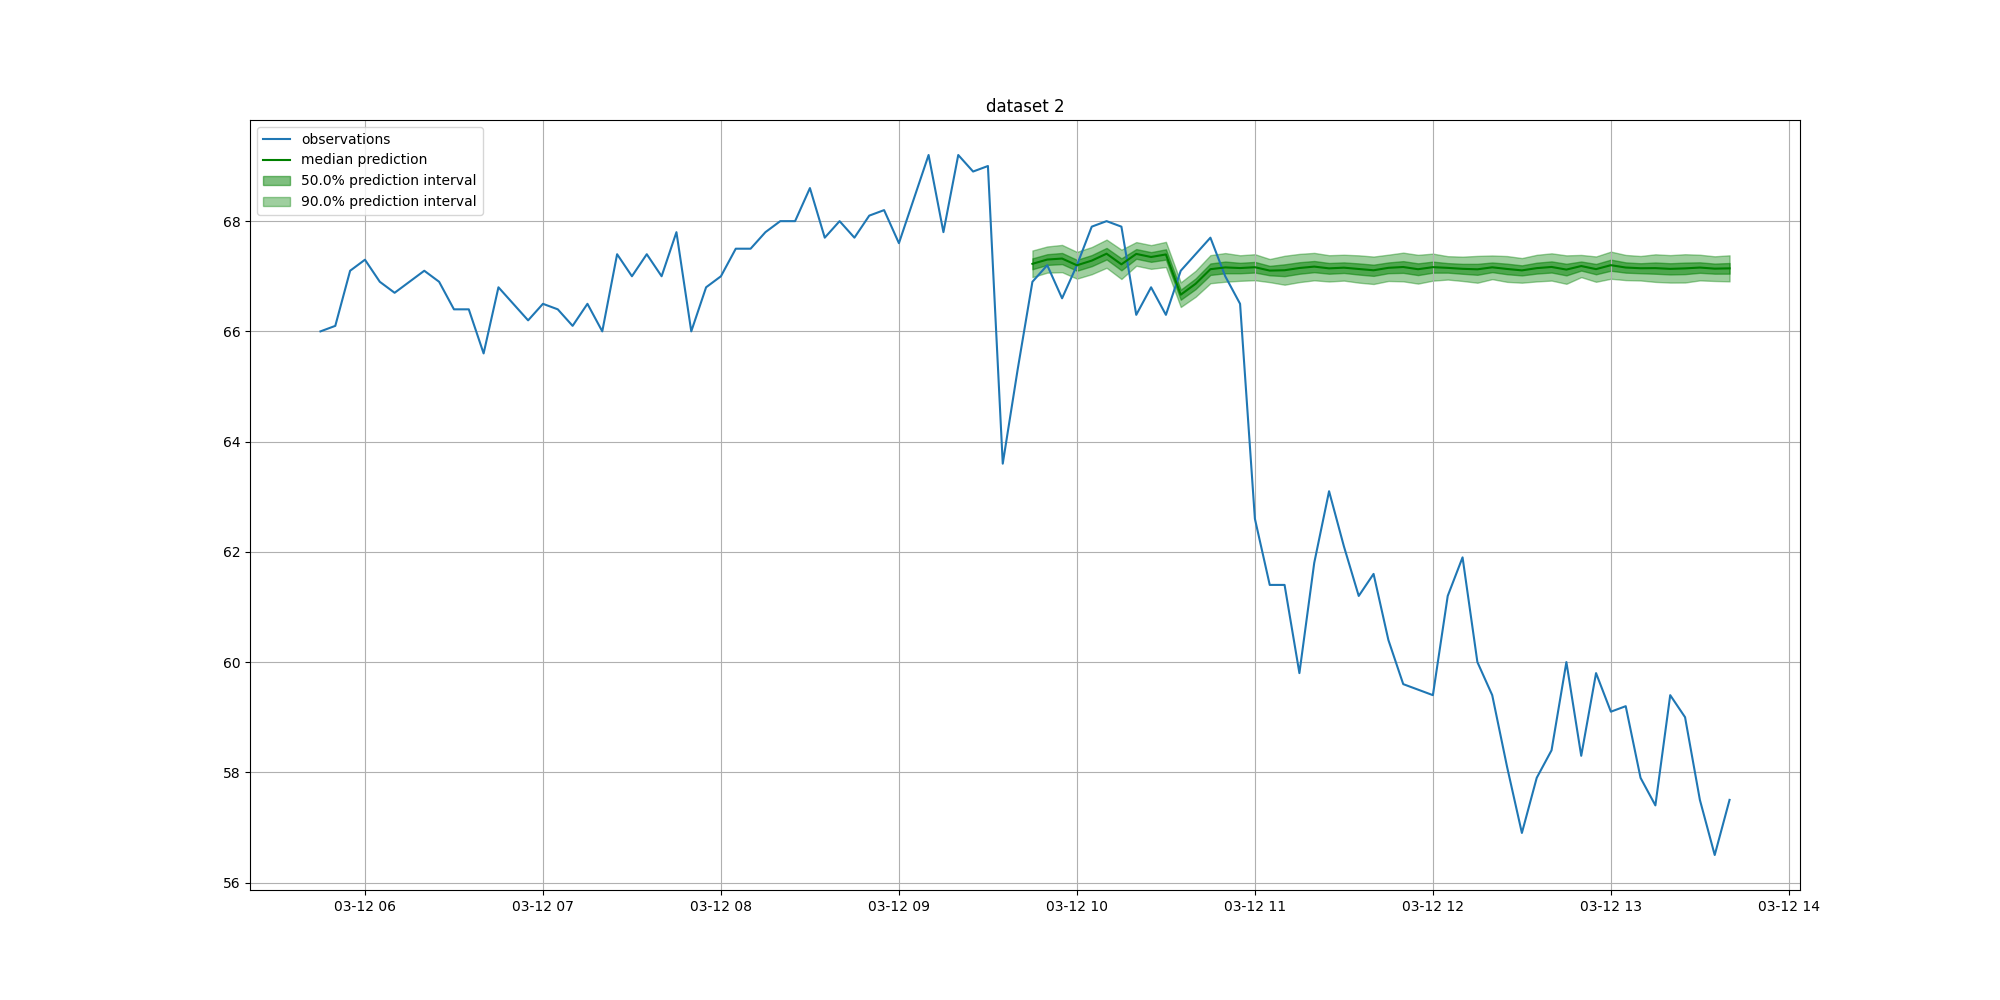 dataset 2
observations
median prediction
50.0% prediction interval
90.0% prediction interval
68
66
64
62
60
58
56
03-12 06 03-12 07 03-12 08 03-12 09 03-12 10 03-12 11 03-12 12 03-12 13 03-12 14